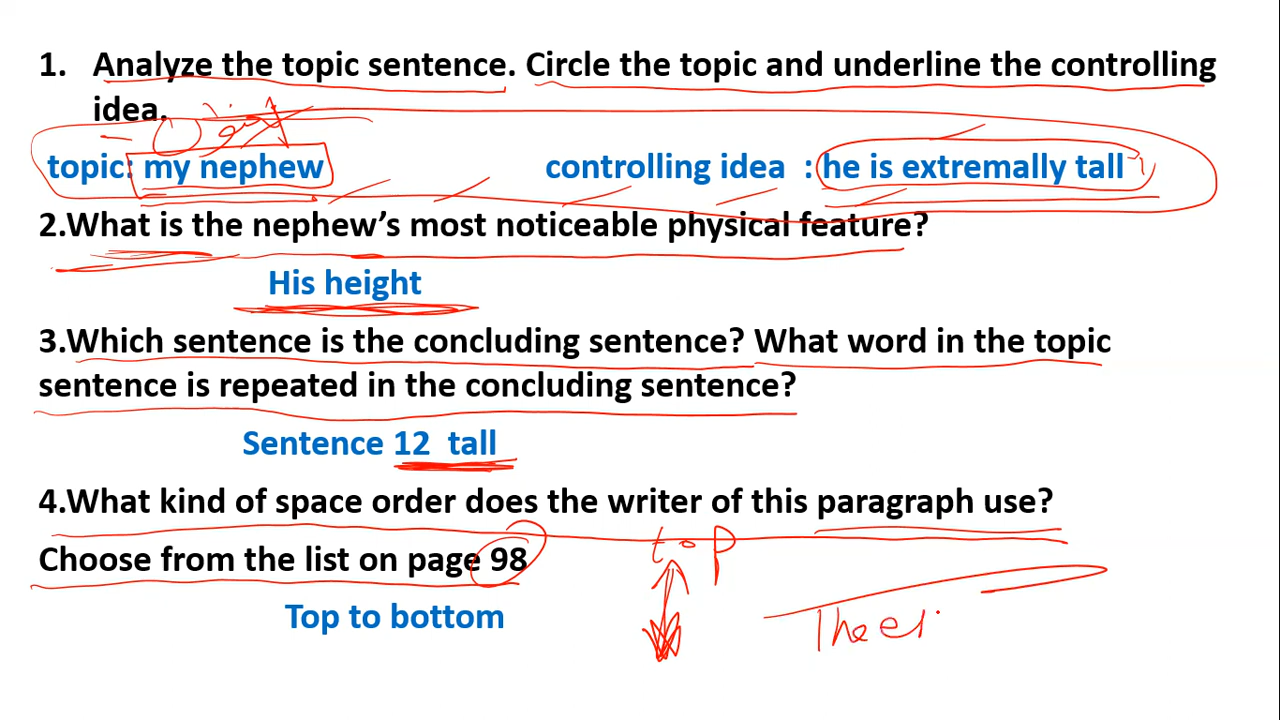 1. Analyze the topic sentence. Circle the topic and underline the controlling
idea.
topic: my nephew controlling idea : he is extremally tall
2.What is the nephew's most noticeable physical feature?
His height
3.Which sentence is the concluding sentence? What word in the topic
sentence is repeated in the concluding sentence?
Sentence 12 tall
4.What kind of space order does the writer of this paragraph use?
top
Choose from the list on page 98
Top to bottom